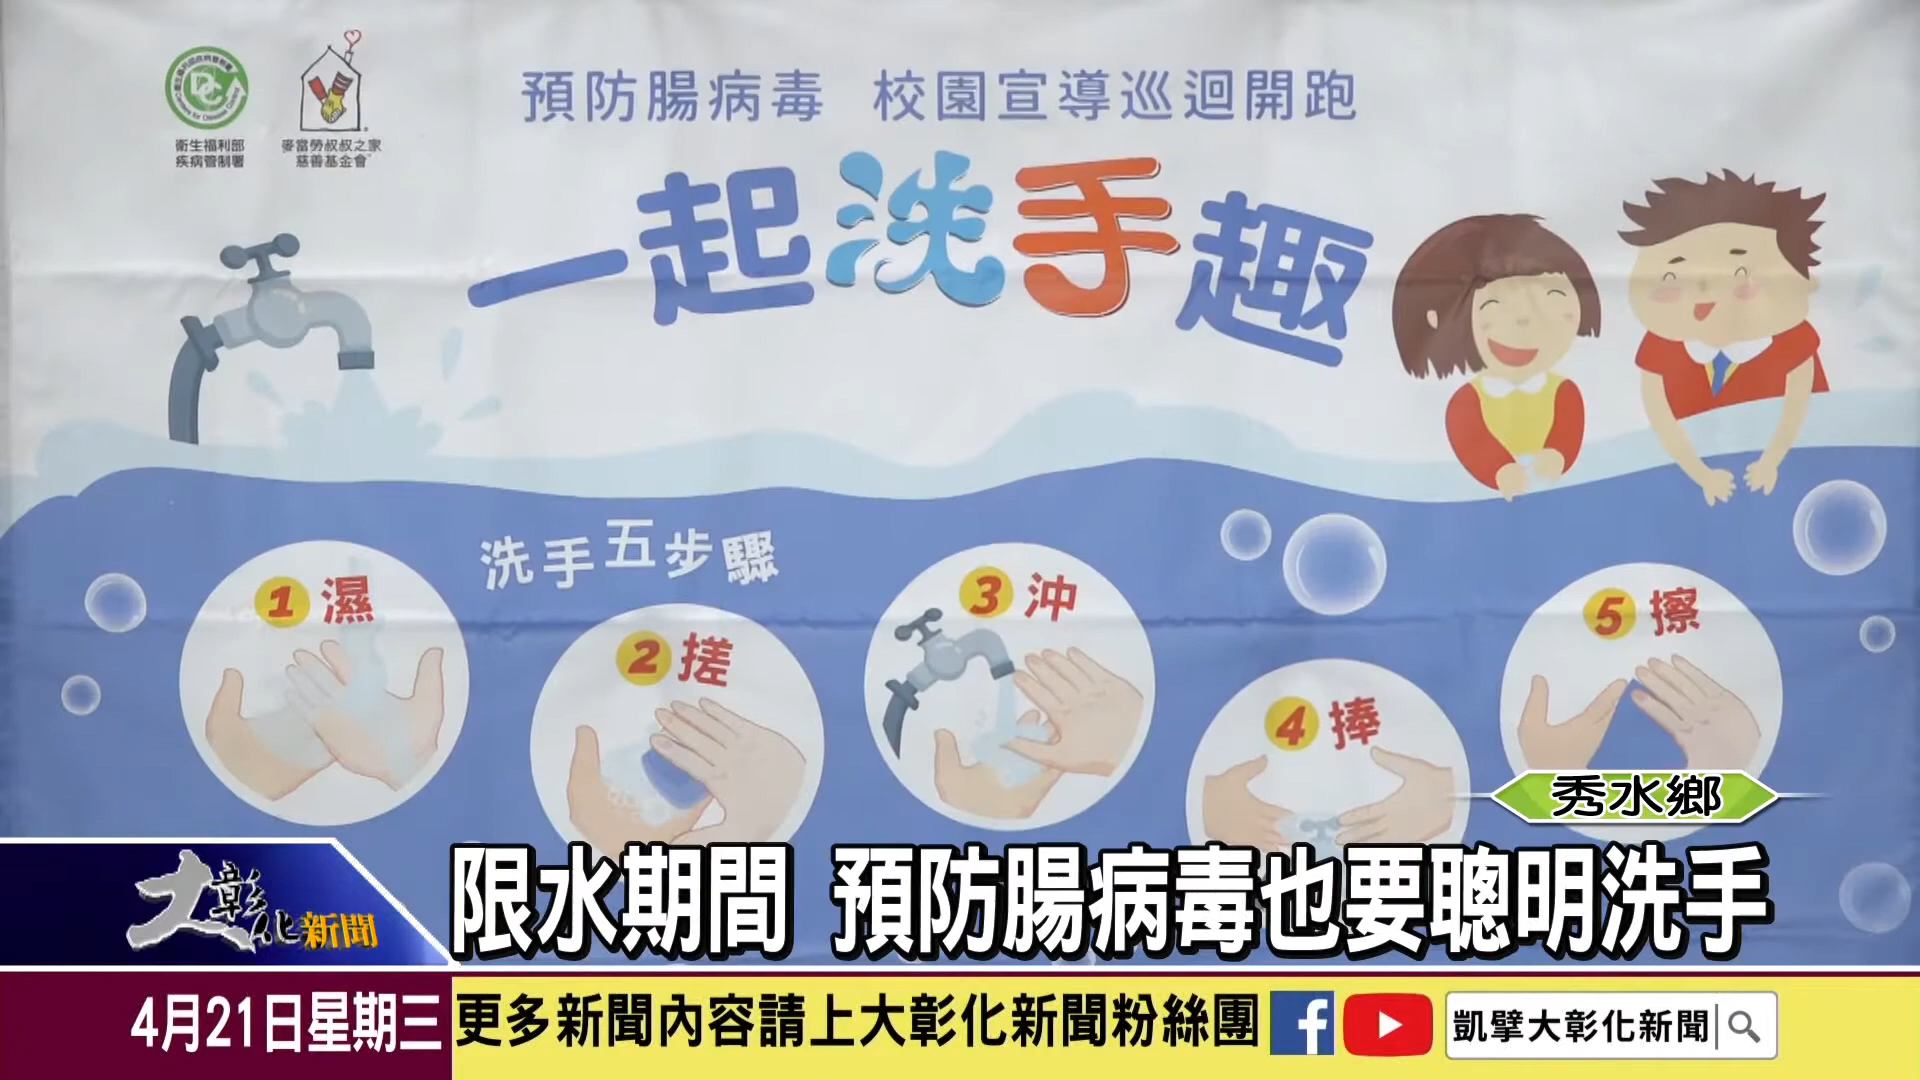 預防腸病毒 校園宣導巡迴開跑
衛生福利部
疾病管制署
麥當勞叔叔之家
慈善基金會
一起洗手趣
洗手五步驟
1 濕
2 搓
3 沖
4 捧
5 擦
秀水鄉
大彰化新聞
限水期間 預防腸病毒也要聰明洗手
4月21日星期三
更多新聞內容請上大彰化新聞粉絲團
凱擘大彰化新聞